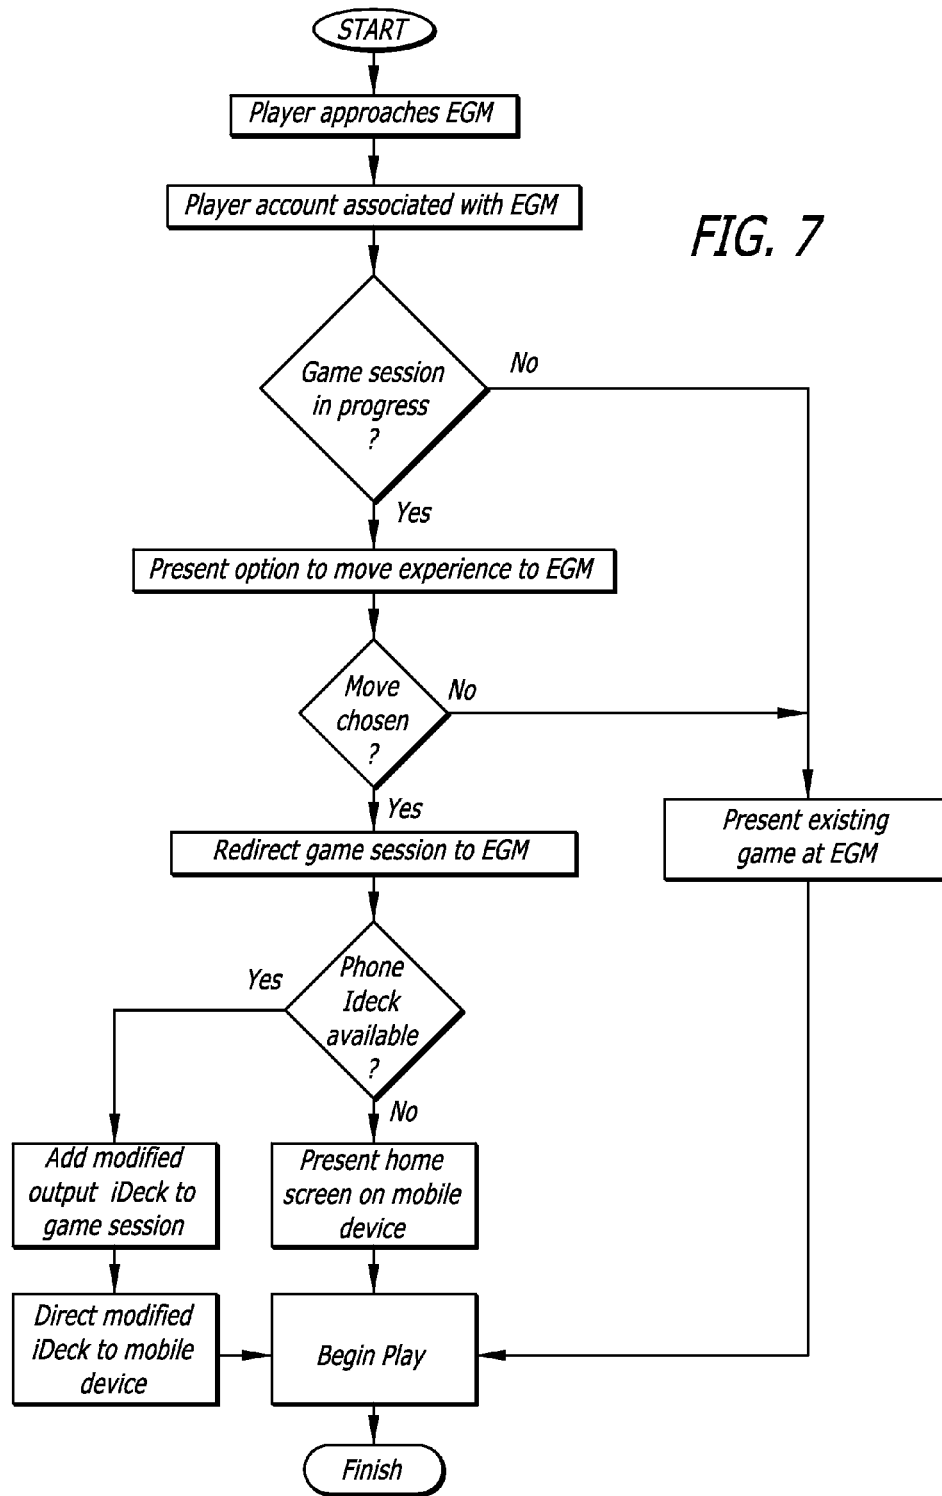 START
Player approaches EGM
Player account associated with EGM
FIG. 7
Game session
in progress
?
No
Yes
Present option to move experience to EGM
Move
chosen
?
No
Yes
Redirect game session to EGM
Present existing
game at EGM
Phone
Ideck
available
?
Yes
No
Add modified
output iDeck to
game session
Present home
screen on mobile
device
Direct modified
iDeck to mobile
device
Begin Play
Finish